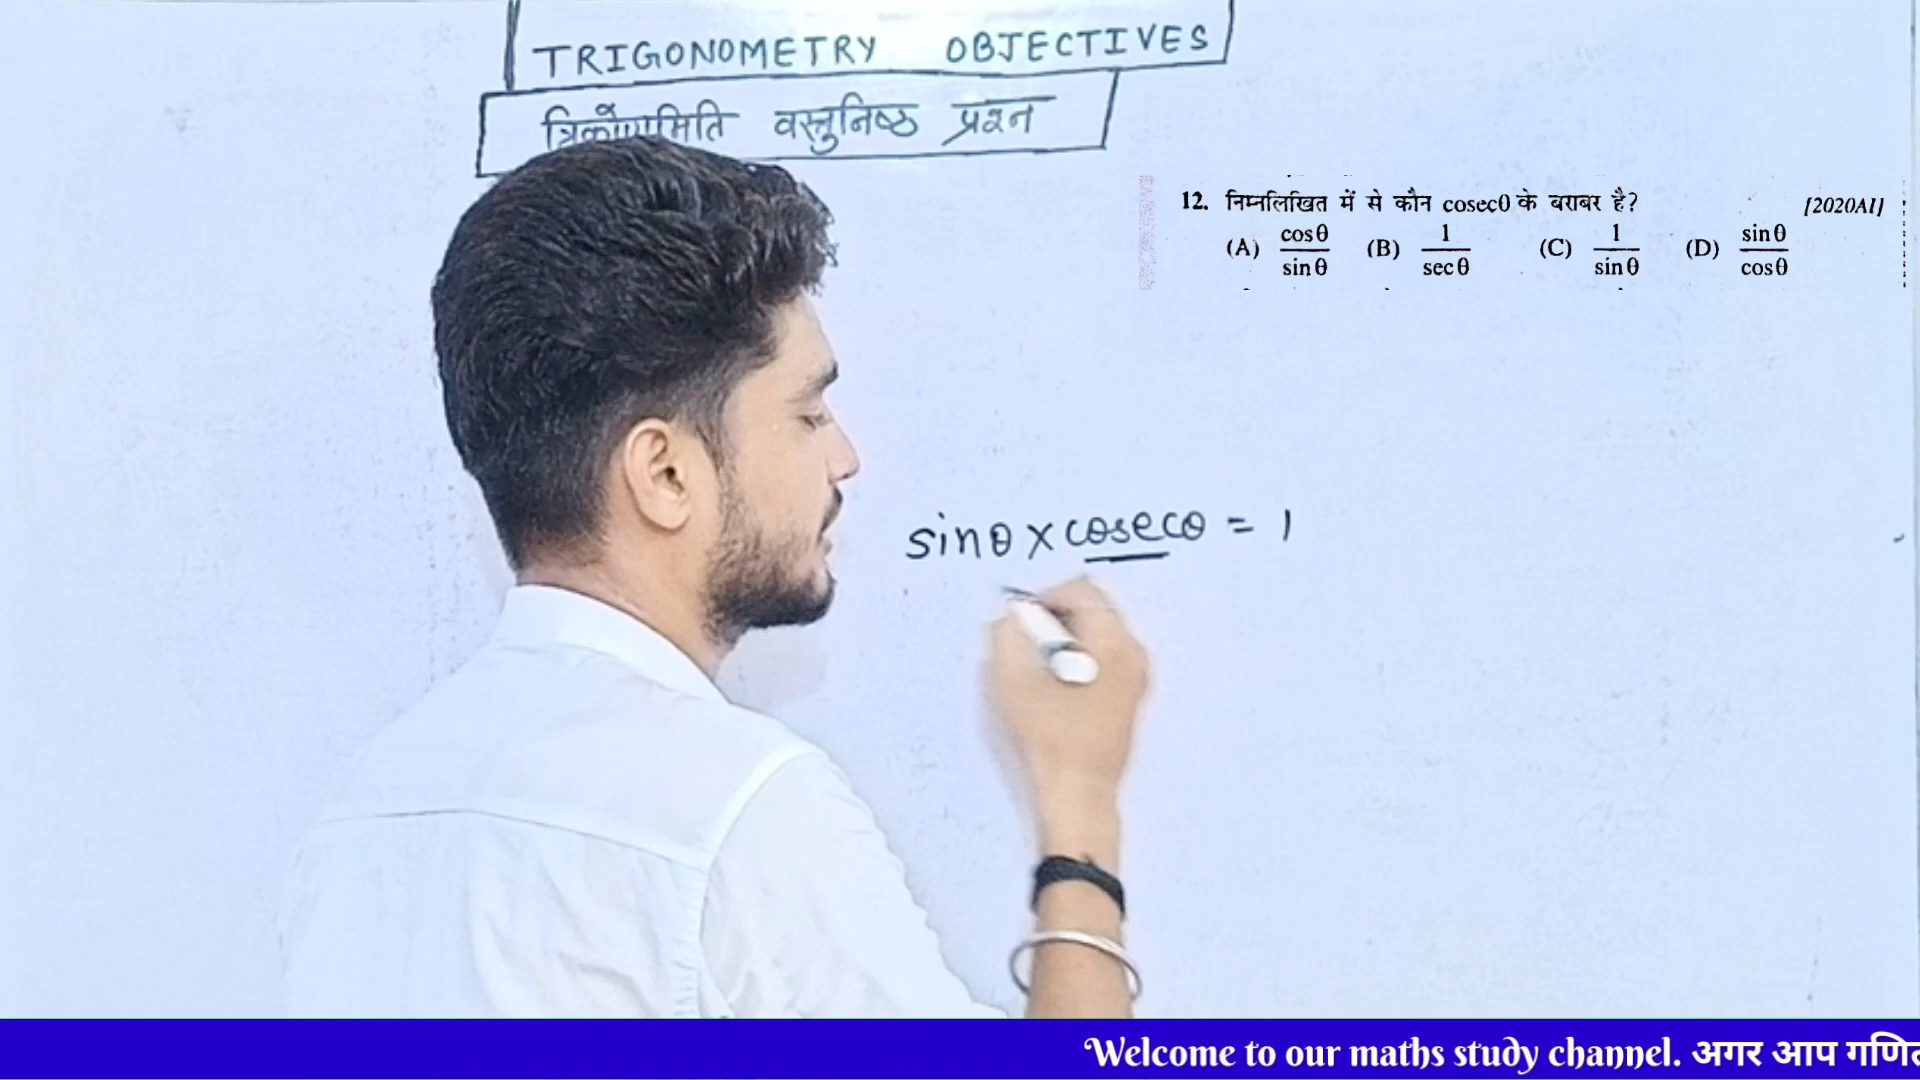 TRIGONOMETRY OBJECTIVES
त्रिकोणमिति वस्तुनिष्ठ प्रश्न
12. निम्नलिखित में से कौन cosecθ के बराबर है? [2020AI]
(A) cosθ/sinθ (B) 1/secθ (C) 1/sinθ (D) sinθ/cosθ
sinθ × cosecθ = 1
Welcome to our maths study channel. अगर आप